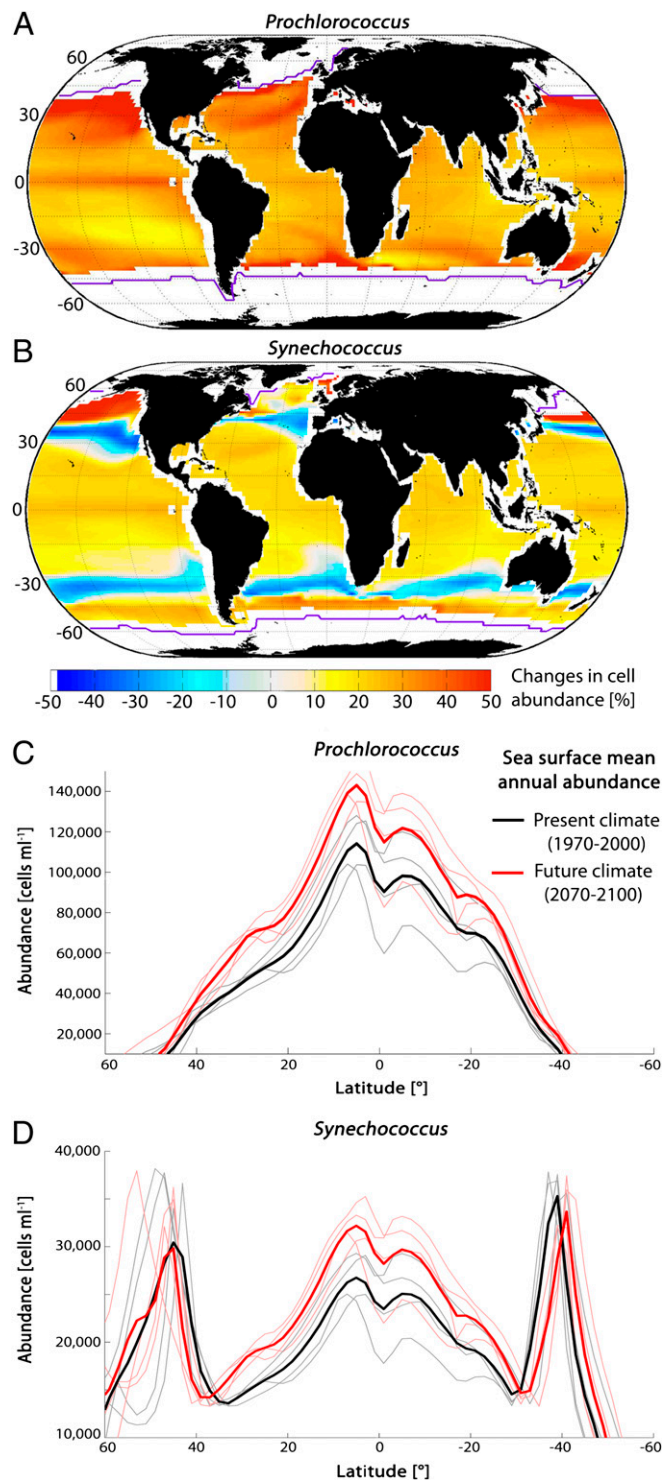 A
Prochlorococcus
60
30
0
-30
-60
B
Synechococcus
60
30
0
-30
-60
-50 -40 -30 -20 -10 0 10 20 30 40 50
Changes in cell
abundance [%]
C
Prochlorococcus
Sea surface mean
annual abundance
Present climate
(1970-2000)
Future climate
(2070-2100)
Abundance [cells ml⁻¹]
140,000
120,000
100,000
80,000
60,000
40,000
20,000
60 40 20 0 -20 -40 -60
Latitude [°]
D
Synechococcus
Abundance [cells ml⁻¹]
40,000
30,000
20,000
10,000
60 40 20 0 -20 -40 -60
Latitude [°]